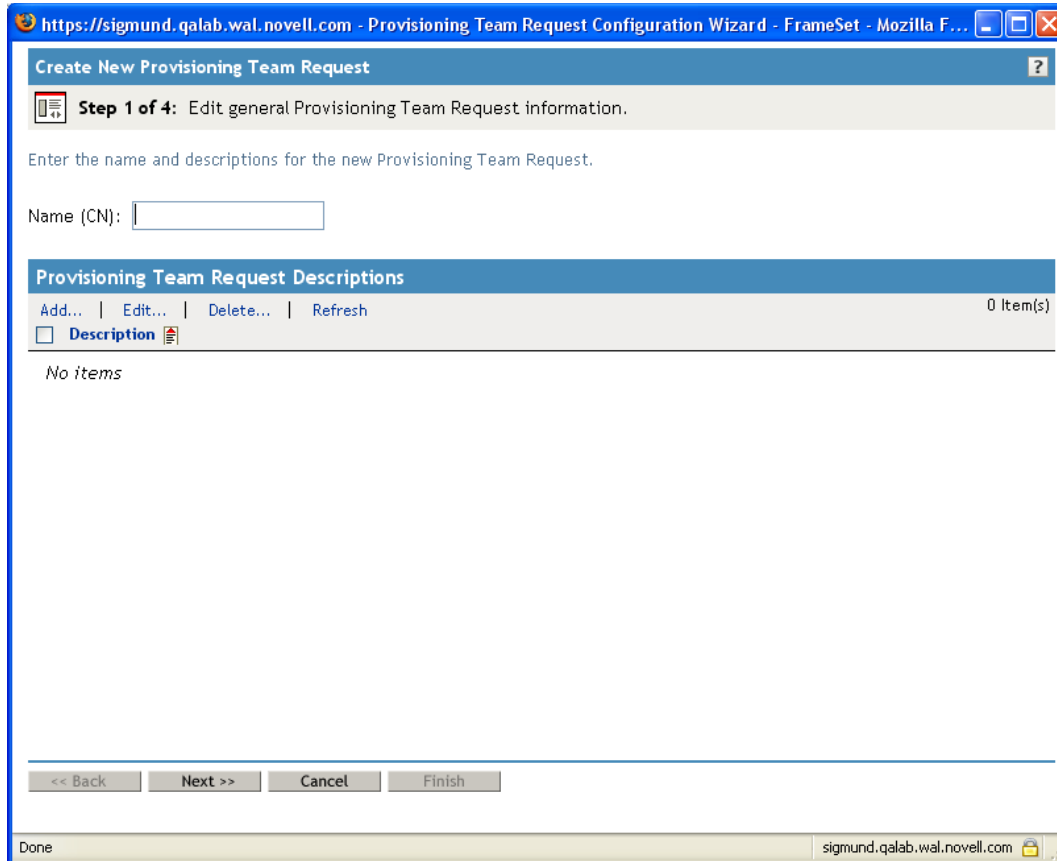 https://sigmund.qalab.wal.novell.com - Provisioning Team Request Configuration Wizard - FrameSet - Mozilla F...
Create New Provisioning Team Request ?
Step 1 of 4: Edit general Provisioning Team Request information.
Enter the name and descriptions for the new Provisioning Team Request.
Name (CN):
Provisioning Team Request Descriptions
Add... | Edit... | Delete... | Refresh 0 Item(s)
Description
No items
<< Back Next >> Cancel Finish
Done sigmund.qalab.wal.novell.com